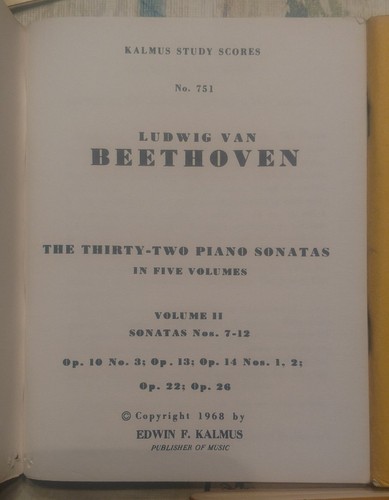 KALMUS STUDY SCORES
No. 751
LUDWIG VAN
BEETHOVEN
THE THIRTY-TWO PIANO SONATAS
IN FIVE VOLUMES
VOLUME II
SONATAS Nos. 7-12
Op. 10 No. 3; Op. 13; Op. 14 Nos. 1, 2;
Op. 22; Op. 26
© Copyright 1968 by
EDWIN F. KALMUS
PUBLISHER OF MUSIC